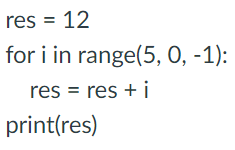 res = 12
for i in range(5, 0, -1):
    res = res + i
print(res)